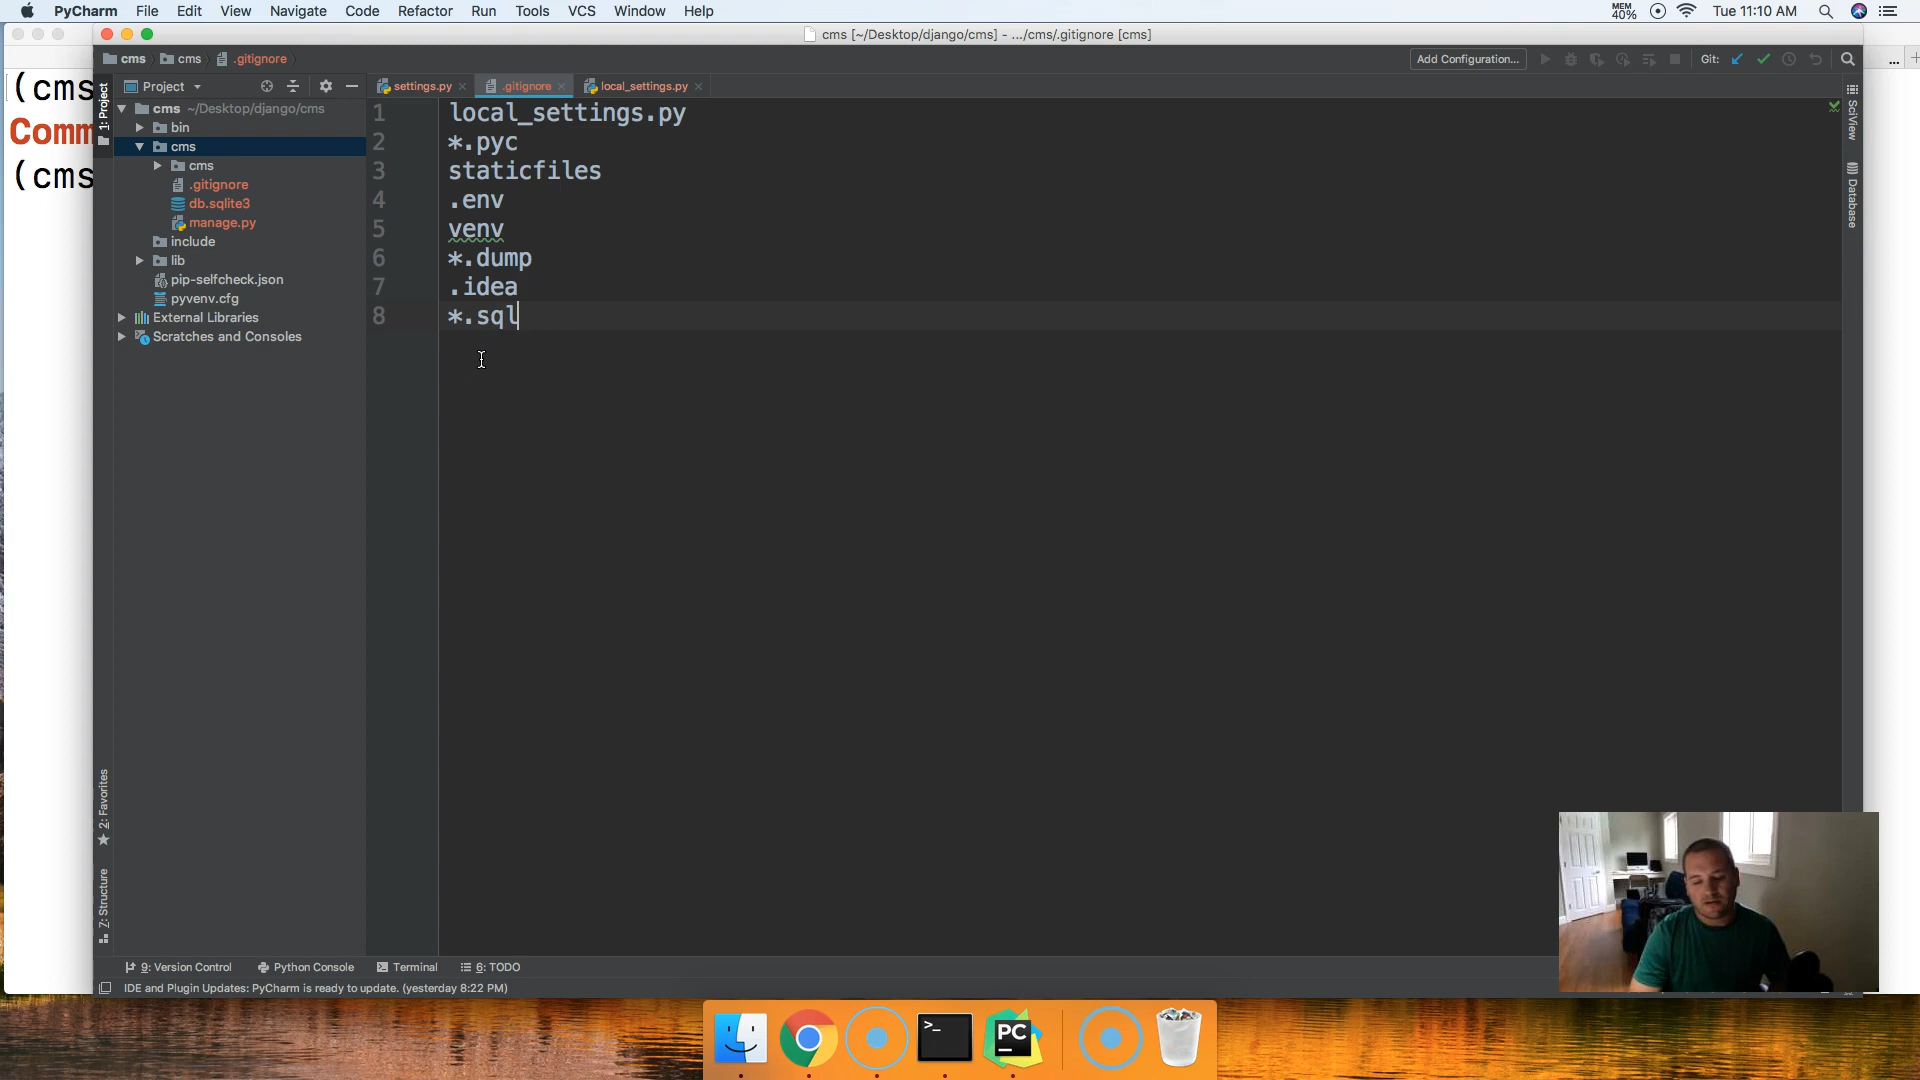 PyCharm File Edit View Navigate Code Refactor Run Tools VCS Window Help
MEM 40% Tue 11:10 AM
cms [~/Desktop/django/cms] - .../cms/.gitignore [cms]
cms cms .gitignore
Add Configuration... Git:
(cms
Comm
(cms
1: Project
Project
settings.py .gitignore local_settings.py
cms ~/Desktop/django/cms
bin
cms
cms
.gitignore
db.sqlite3
manage.py
include
lib
pip-selfcheck.json
pyvenv.cfg
External Libraries
Scratches and Consoles
1 local_settings.py
2 *.pyc
3 staticfiles
4 .env
5 venv
6 *.dump
7 .idea
8 *.sql
...
SciView
Database
2: Favorites
7: Structure
9: Version Control Python Console Terminal 6: TODO
IDE and Plugin Updates: PyCharm is ready to update. (yesterday 8:22 PM)
>_
PC